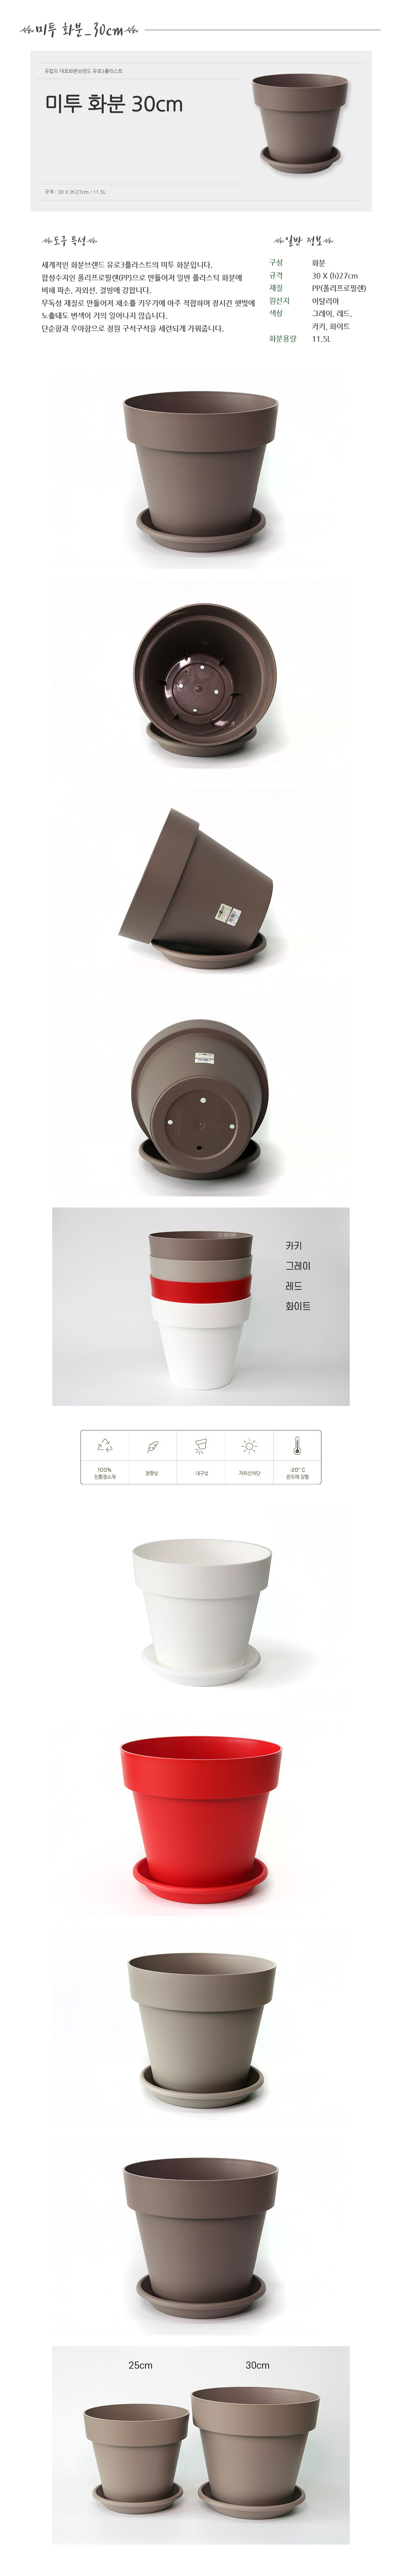 미투 화분_30cm
유럽의 대표화분브랜드 유로3플라스트
미투 화분 30cm
규격 : 30 X (h)27cm / 11.5L
도구 특성
세계적인 화분브랜드 유로3플라스트의 미투 화분입니다.
합성수지인 폴리프로필렌(PP)으로 만들어져 일반 플라스틱 화분에
비해 파손, 자외선, 결빙에 강합니다.
무독성 재질로 만들어져 채소를 키우기에 아주 적합하며 장시간 햇빛에
노출돼도 변색이 거의 일어나지 않습니다.
단순함과 우아함으로 정원 구석구석을 세련되게 가꿔줍니다.
일반 정보
구성 화분
규격 30 X (h)27cm
재질 PP(폴리프로필렌)
원산지 이탈리아
색상 그레이, 레드,
카키, 화이트
화분용량 11.5L
카키
그레이
레드
화이트
100%
친환경소재
경량성
내구성
자외선차단
-20° C
온도에 강함
25cm
30cm